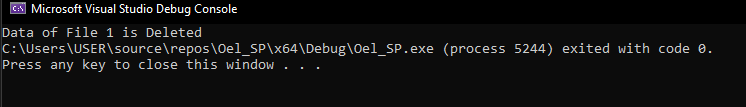 Microsoft Visual Studio Debug Console
Data of File 1 is Deleted
C:\Users\USER\source\repos\Oel_SP\x64\Debug\Oel_SP.exe (process 5244) exited with code 0.
Press any key to close this window . . .